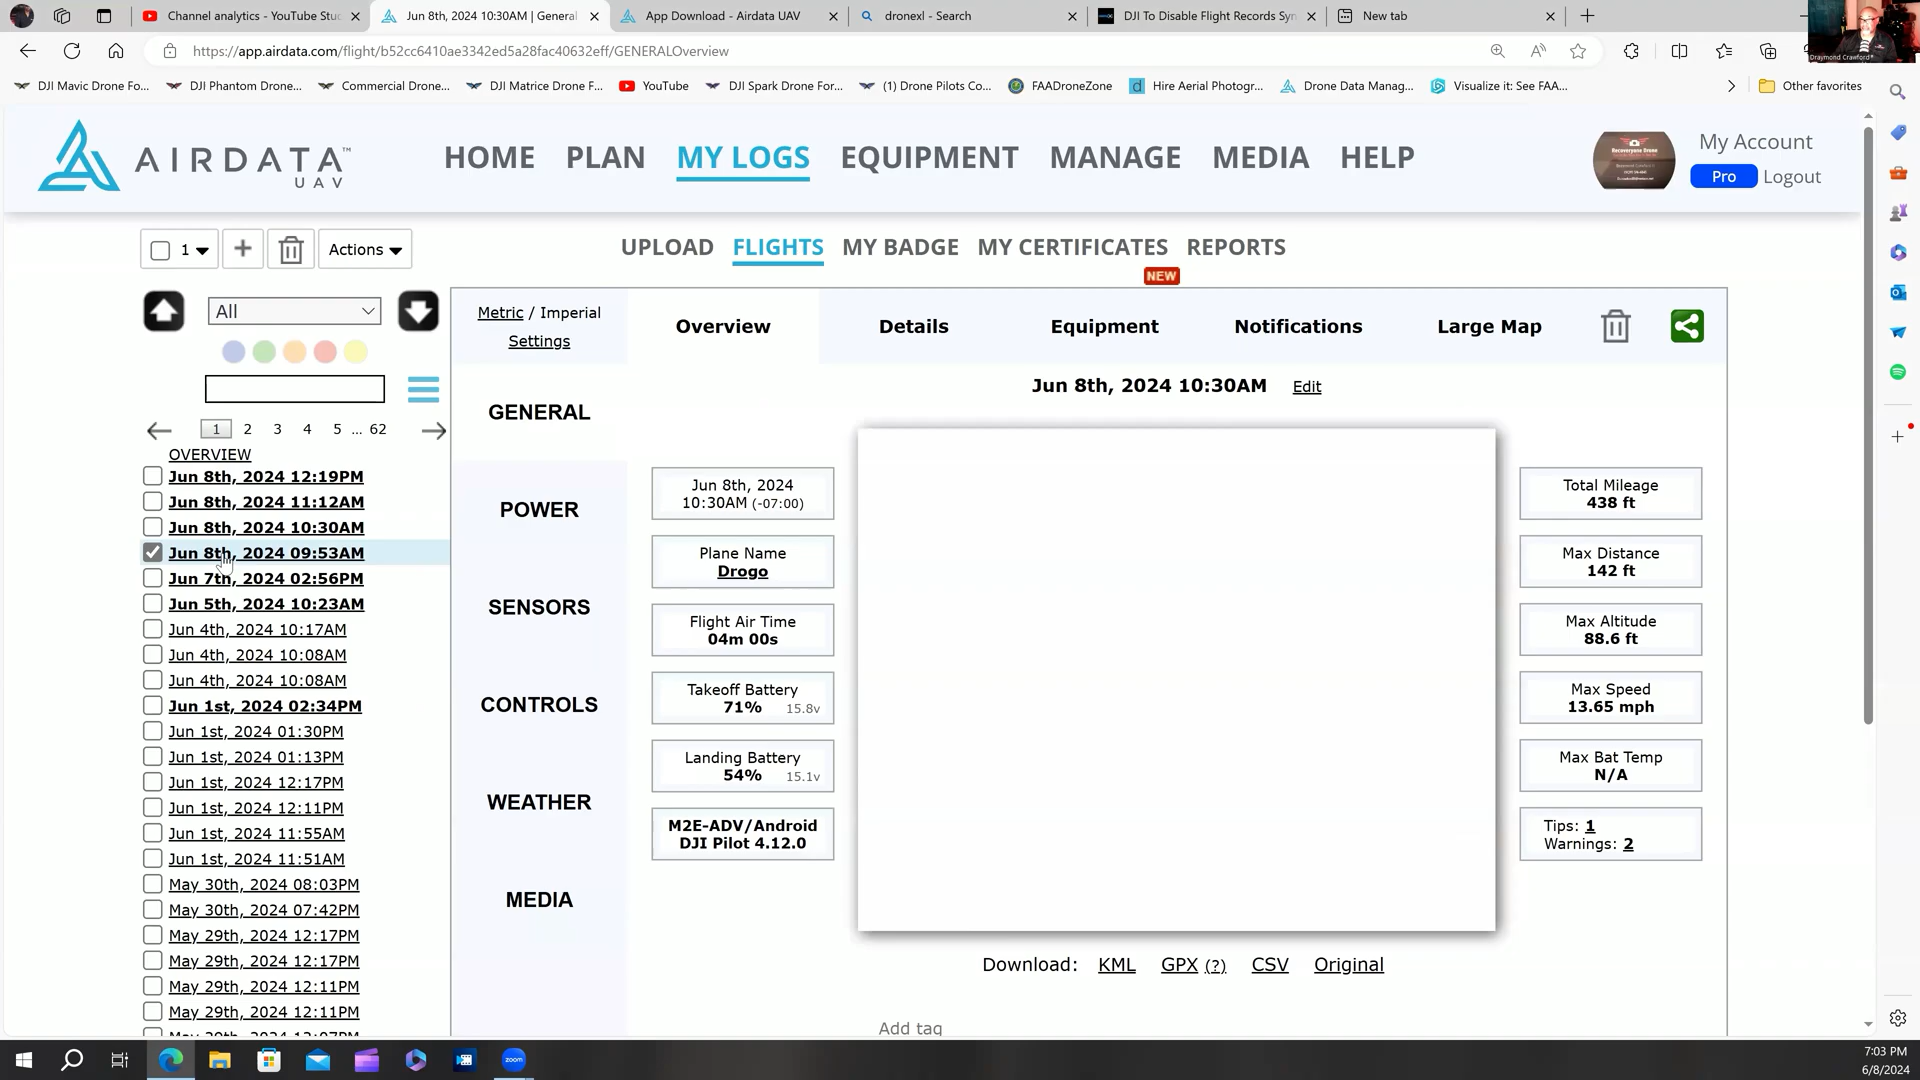 Channel analytics - YouTube Stu
Jun 8th, 2024 10:30AM | General
App Download - Airdata UAV
dronexl - Search
DJI To Disable Flight Records Syn
New tab
https://app.airdata.com/flight/b52cc6410ae3342ed5a28fac40632eff/GENERALOverview
Draymond Crawford
DJI Mavic Drone Fo...
DJI Phantom Drone...
Commercial Drone...
DJI Matrice Drone F...
YouTube
DJI Spark Drone For...
(1) Drone Pilots Co...
FAADroneZone
Hire Aerial Photogr...
Drone Data Manag...
Visualize it: See FAA...
Other favorites
AIRDATA™
UAV
HOME
PLAN
MY LOGS
EQUIPMENT
MANAGE
MEDIA
HELP
My Account
Pro
Logout
1
Actions
UPLOAD
FLIGHTS
MY BADGE
MY CERTIFICATES
REPORTS
NEW
All
Metric / Imperial
Settings
Overview
Details
Equipment
Notifications
Large Map
Jun 8th, 2024 10:30AM
Edit
1
2
3
4
5
...
62
OVERVIEW
Jun 8th, 2024 12:19PM
Jun 8th, 2024 11:12AM
Jun 8th, 2024 10:30AM
Jun 8th, 2024 09:53AM
Jun 7th, 2024 02:56PM
Jun 5th, 2024 10:23AM
Jun 4th, 2024 10:17AM
Jun 4th, 2024 10:08AM
Jun 4th, 2024 10:08AM
Jun 1st, 2024 02:34PM
Jun 1st, 2024 01:30PM
Jun 1st, 2024 01:13PM
Jun 1st, 2024 12:17PM
Jun 1st, 2024 12:11PM
Jun 1st, 2024 11:55AM
Jun 1st, 2024 11:51AM
May 30th, 2024 08:03PM
May 30th, 2024 07:42PM
May 29th, 2024 12:17PM
May 29th, 2024 12:17PM
May 29th, 2024 12:11PM
May 29th, 2024 12:11PM
GENERAL
POWER
SENSORS
CONTROLS
WEATHER
MEDIA
Jun 8th, 2024
10:30AM (-07:00)
Plane Name
Drogo
Flight Air Time
04m 00s
Takeoff Battery
71% 15.8v
Landing Battery
54% 15.1v
M2E-ADV/Android
DJI Pilot 4.12.0
Total Mileage
438 ft
Max Distance
142 ft
Max Altitude
88.6 ft
Max Speed
13.65 mph
Max Bat Temp
N/A
Tips: 1
Warnings: 2
Download: KML GPX (?) CSV Original
Add tag
zoom
7:03 PM
6/8/2024